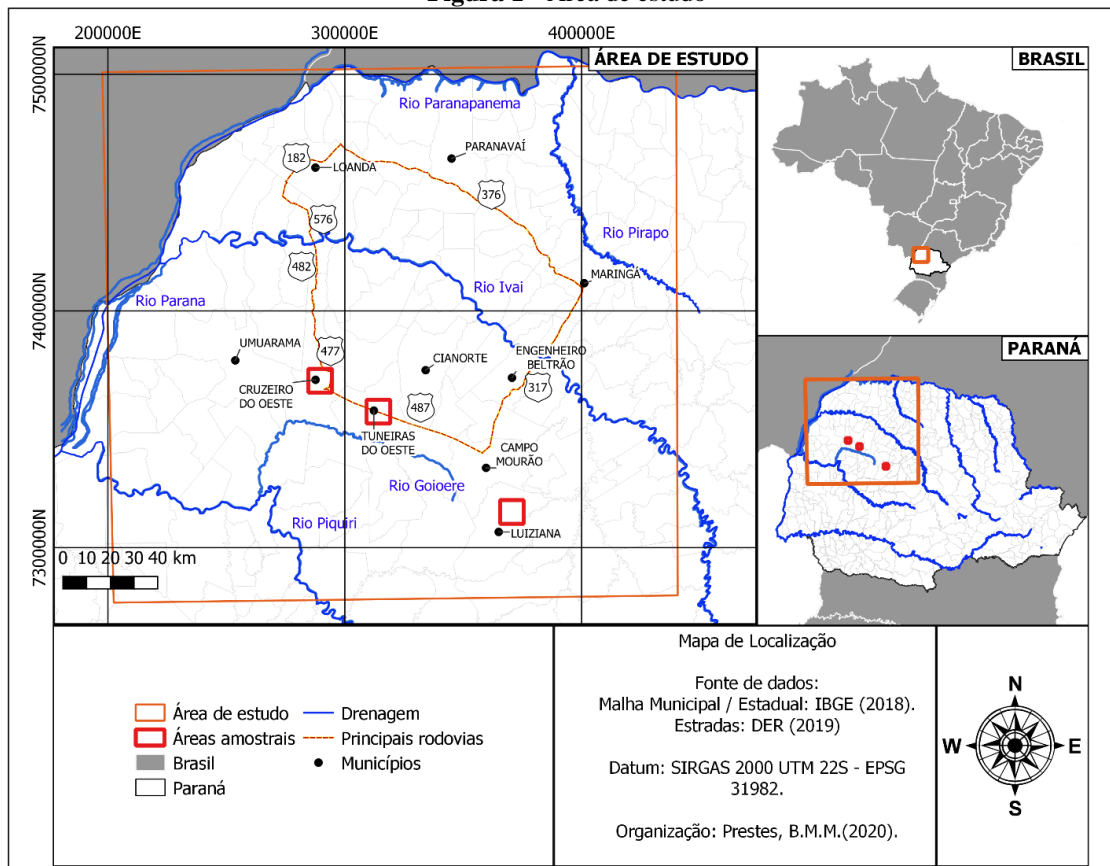 Figura 1 - Área de estudo
200000E
300000E
400000E
ÁREA DE ESTUDO
BRASIL
7500000N
7400000N
7300000N
Rio Paranapanema
PARANAVAÍ
182
LOANDA
376
576
Rio Pirapo
482
MARINGÁ
Rio Parana
Rio Ivai
UMUARAMA
477
CIANORTE
ENGENHEIRO
BELTRÃO
CRUZEIRO
DO OESTE
487
317
TUNEIRAS
DO OESTE
CAMPO
MOURÃO
Rio Goioere
Rio Piquiri
LUIZIANA
0 10 20 30 40 km
PARANÁ
Área de estudo
Drenagem
Áreas amostrais
Principais rodovias
Brasil
Municípios
Paraná
Mapa de Localização
Fonte de dados:
Malha Municipal / Estadual: IBGE (2018).
Estradas: DER (2019)
Datum: SIRGAS 2000 UTM 22S - EPSG
31982.
Organização: Prestes, B.M.M.(2020).
N
W
E
S